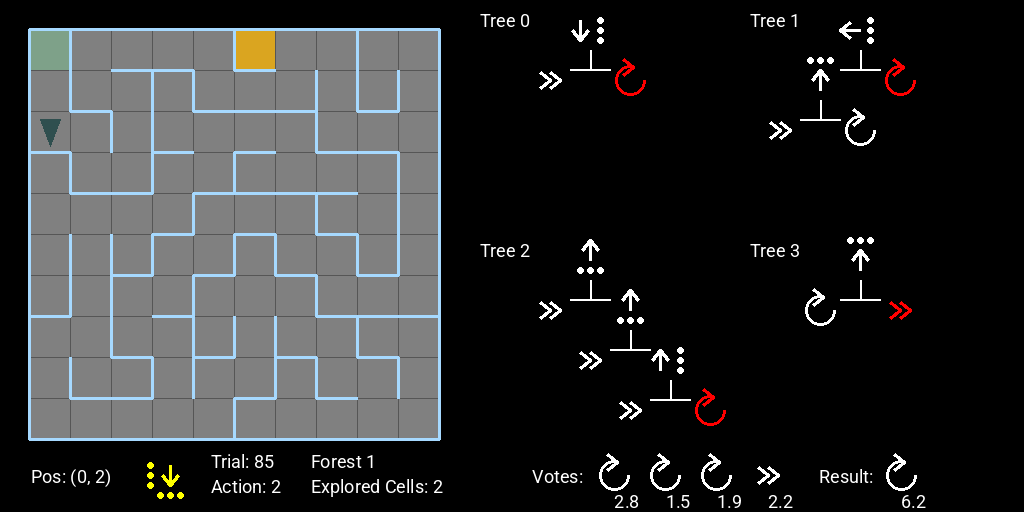 Tree 0
Tree 1
Tree 2
Tree 3
Pos: (0, 2)
Trial: 85
Forest 1
Action: 2
Explored Cells: 2
Votes:
2.8
1.5
1.9
2.2
Result:
6.2